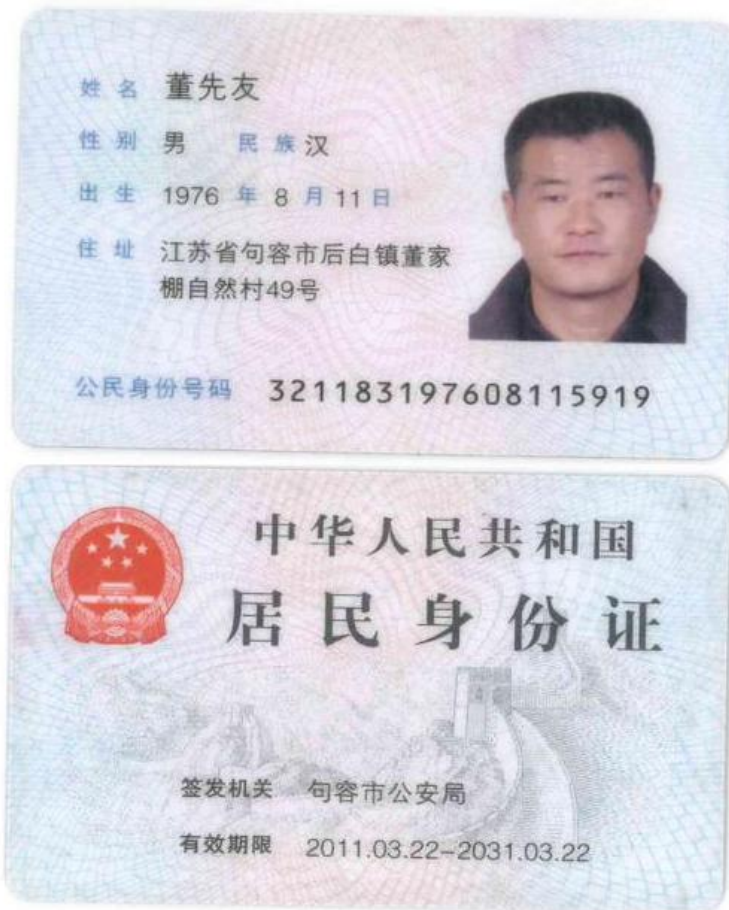 姓名 董先友
性别 男 民族 汉
出生 1976 年 8 月 11 日
住址 江苏省句容市后白镇董家
棚自然村49号
公民身份号码 321183197608115919
中华人民共和国
居民身份证
签发机关 句容市公安局
有效期限 2011.03.22-2031.03.22